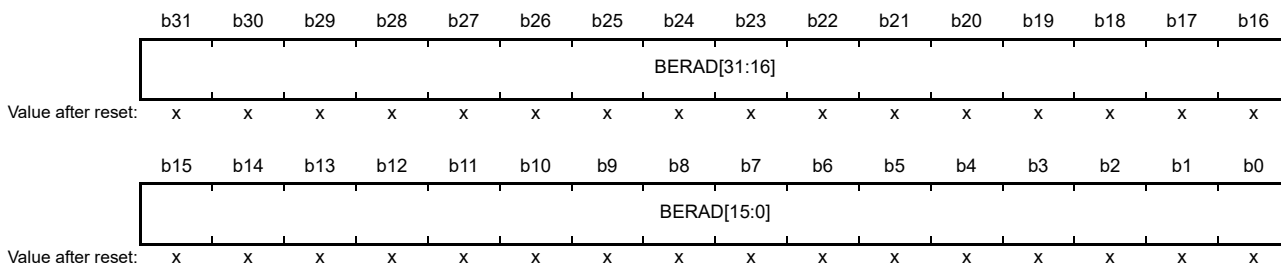 b31 b30 b29 b28 b27 b26 b25 b24 b23 b22 b21 b20 b19 b18 b17 b16
BERAD[31:16]
Value after reset: x x x x x x x x x x x x x x x x
b15 b14 b13 b12 b11 b10 b9 b8 b7 b6 b5 b4 b3 b2 b1 b0
BERAD[15:0]
Value after reset: x x x x x x x x x x x x x x x x